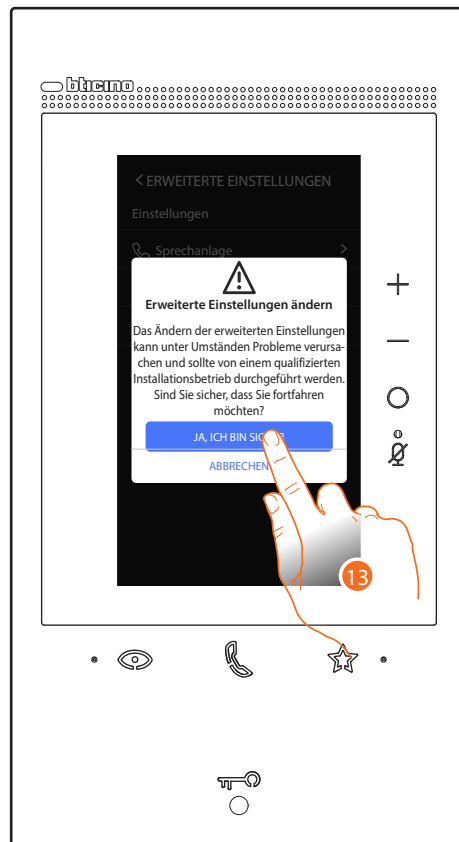 bticino
< ERWEITERTE EINSTELLUNGEN
Einstellungen
Sprechanlage >
Erweiterte Einstellungen ändern
Das Ändern der erweiterten Einstellungen
kann unter Umständen Probleme verursa-
chen und sollte von einem qualifizierten
Installationsbetrieb durchgeführt werden.
Sind Sie sicher, dass Sie fortfahren
möchten?
JA, ICH BIN
ABBRECHEN
13